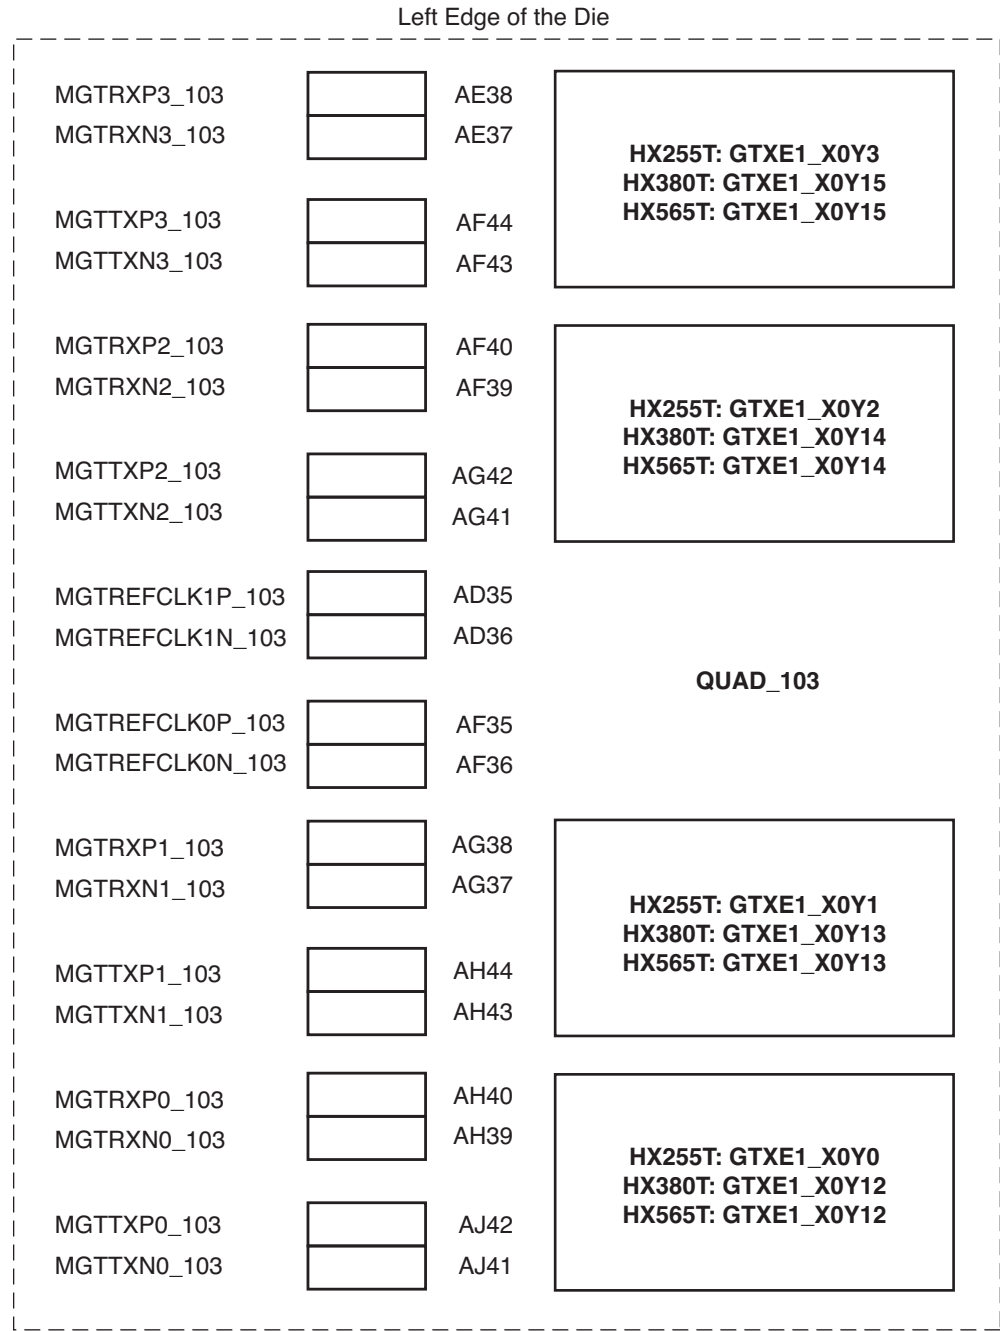 Left Edge of the Die
MGTRXP3_103 AE38
MGTRXN3_103 AE37
HX255T: GTXE1_X0Y3
HX380T: GTXE1_X0Y15
HX565T: GTXE1_X0Y15
MGTTXP3_103 AF44
MGTTXN3_103 AF43
MGTRXP2_103 AF40
MGTRXN2_103 AF39
HX255T: GTXE1_X0Y2
HX380T: GTXE1_X0Y14
HX565T: GTXE1_X0Y14
MGTTXP2_103 AG42
MGTTXN2_103 AG41
MGTREFCLK1P_103 AD35
MGTREFCLK1N_103 AD36
QUAD_103
MGTREFCLK0P_103 AF35
MGTREFCLK0N_103 AF36
MGTRXP1_103 AG38
MGTRXN1_103 AG37
HX255T: GTXE1_X0Y1
HX380T: GTXE1_X0Y13
HX565T: GTXE1_X0Y13
MGTTXP1_103 AH44
MGTTXN1_103 AH43
MGTRXP0_103 AH40
MGTRXN0_103 AH39
HX255T: GTXE1_X0Y0
HX380T: GTXE1_X0Y12
HX565T: GTXE1_X0Y12
MGTTXP0_103 AJ42
MGTTXN0_103 AJ41